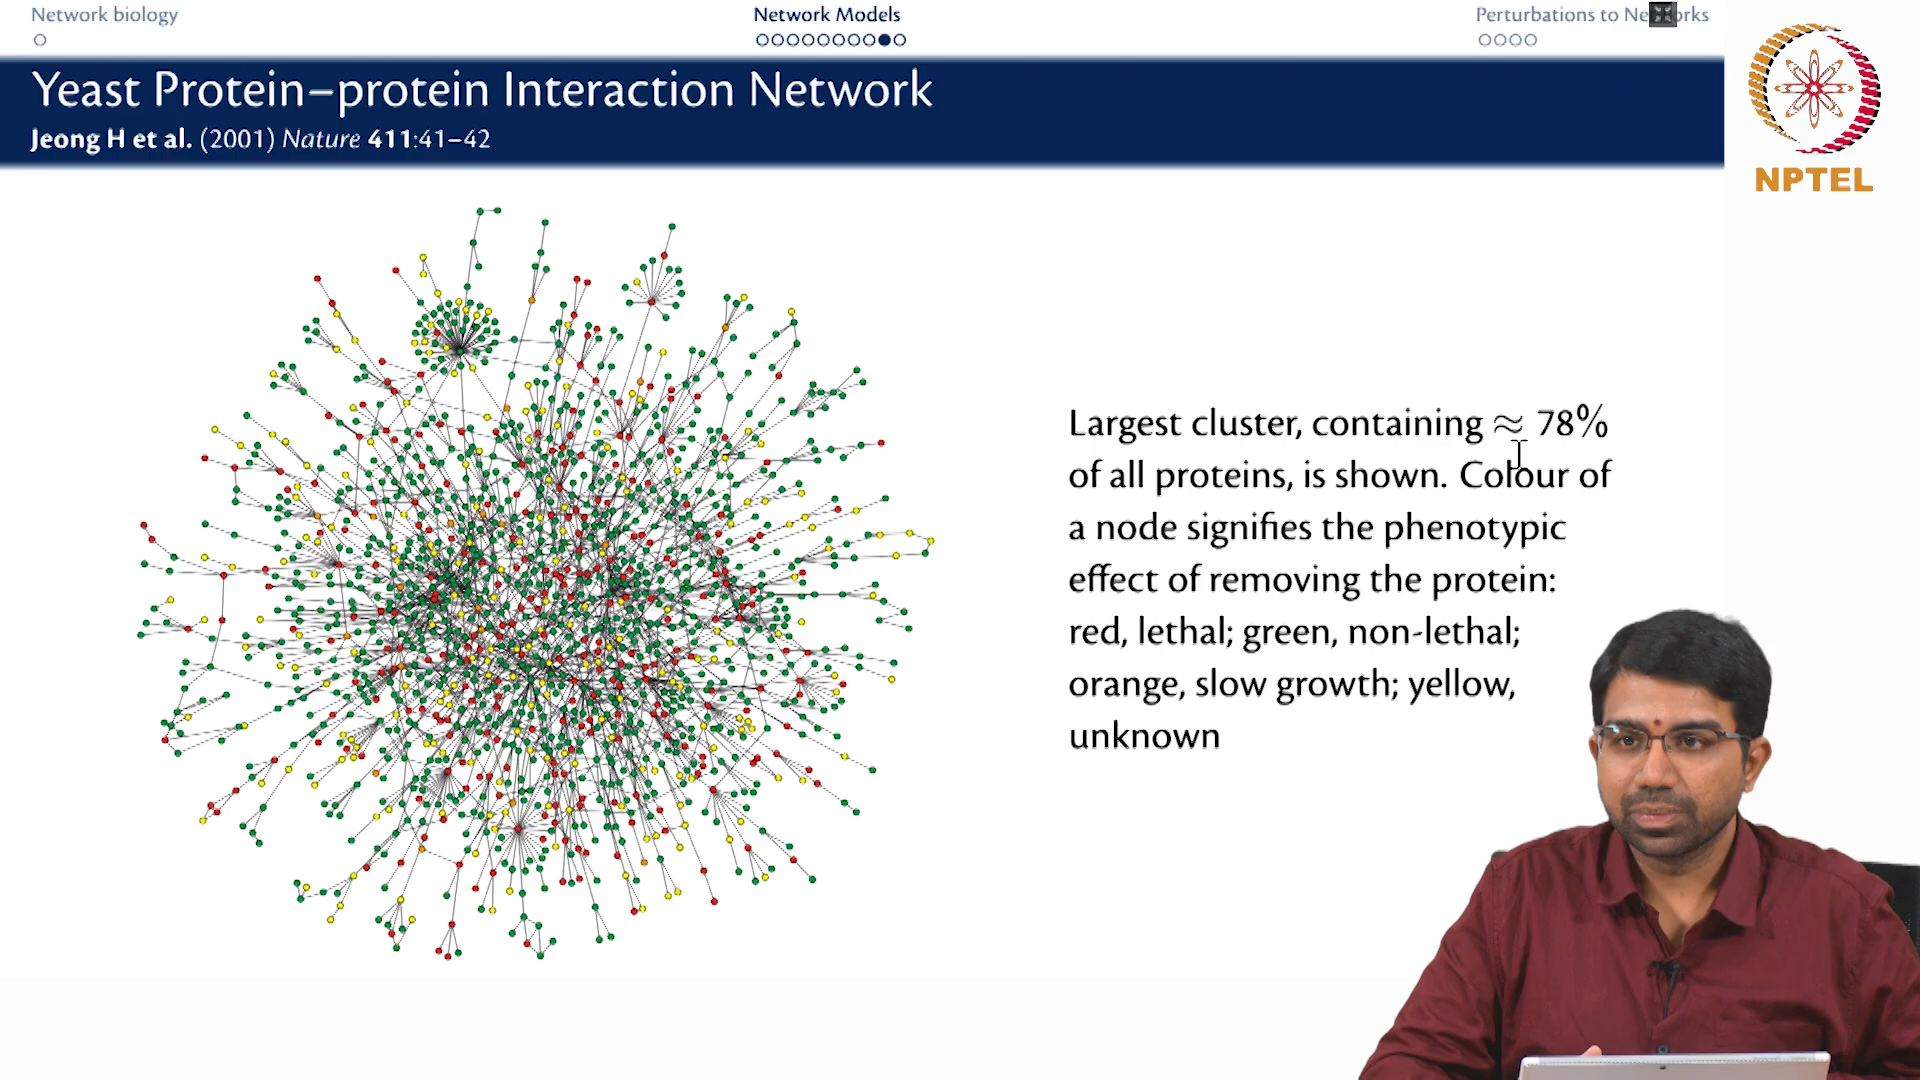 Network biology
Network Models
Perturbations to Ne orks
Yeast Protein–protein Interaction Network
Jeong H et al. (2001) Nature 411:41–42
NPTEL
Largest cluster, containing ≈ 78%
of all proteins, is shown. Colour of
a node signifies the phenotypic
effect of removing the protein:
red, lethal; green, non-lethal;
orange, slow growth; yellow,
unknown